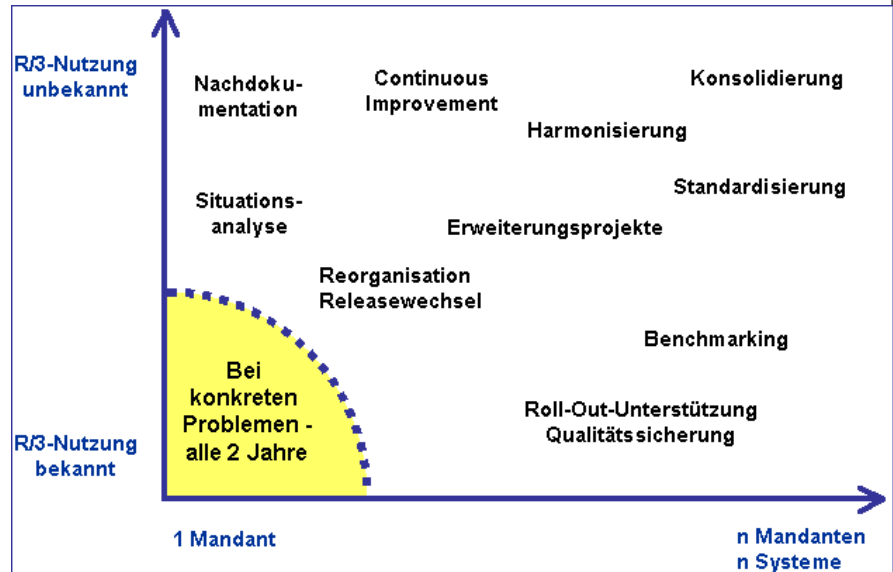 R/3-Nutzung
unbekannt
Nachdoku-
mentation
Continuous
Improvement
Konsolidierung
Harmonisierung
Standardisierung
Situations-
analyse
Erweiterungsprojekte
Reorganisation
Releasewechsel
Benchmarking
Bei
konkreten
Problemen -
alle 2 Jahre
Roll-Out-Unterstützung
Qualitätssicherung
R/3-Nutzung
bekannt
1 Mandant
n Mandanten
n Systeme